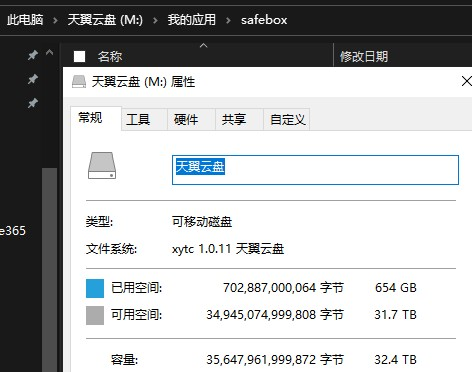 此电脑 > 天翼云盘 (M:) > 我的应用 > safebox
名称 修改日期
天翼云盘 (M:) 属性
常规 工具 硬件 共享 自定义
天翼云盘
类型: 可移动磁盘
e365
文件系统: xytc 1.0.11 天翼云盘
已用空间: 702,887,000,064 字节 654 GB
可用空间: 34,945,074,999,808 字节 31.7 TB
容量: 35,647,961,999,872 字节 32.4 TB